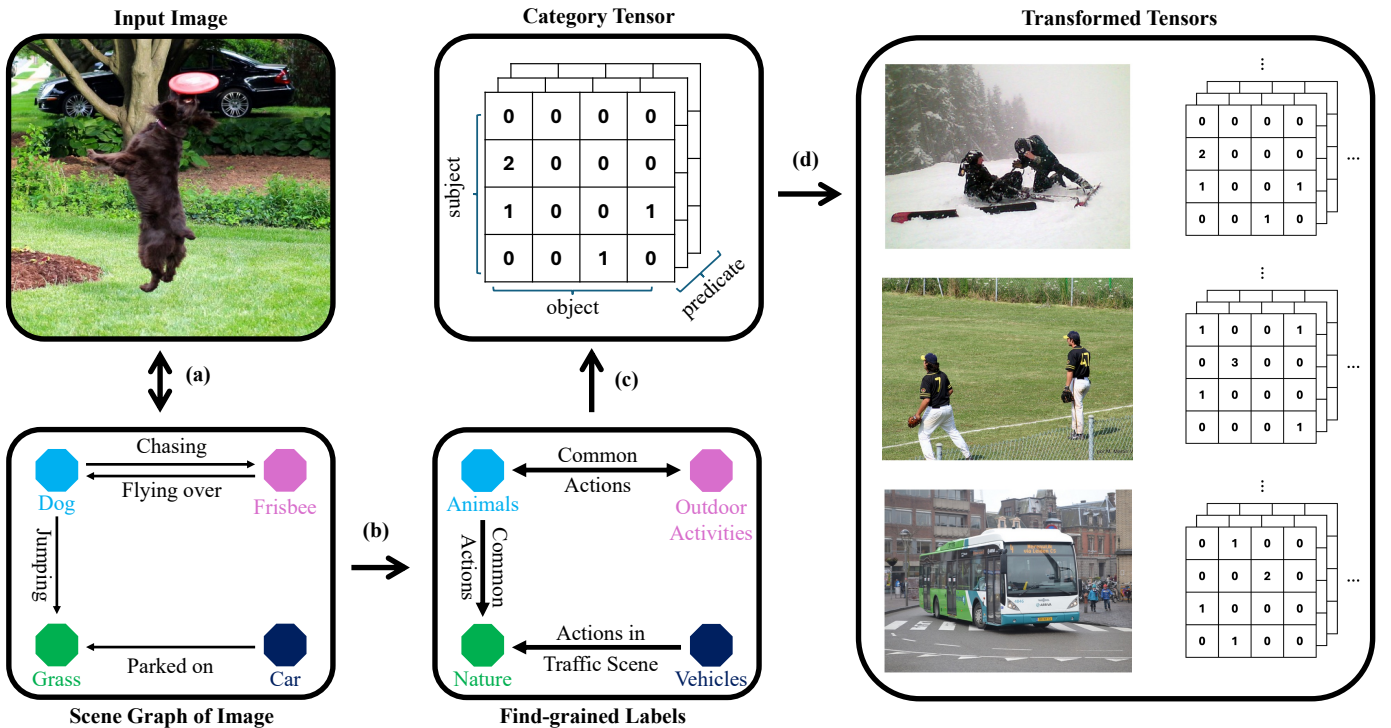 Input Image
Category Tensor
Transformed Tensors
0 0 0 0
2 0 0 0
1 0 0 1
0 0 1 0
subject
object
predicate
(a)
(c)
(d)
Chasing
Flying over
Dog
Frisbee
Jumping
Grass
Parked on
Car
Scene Graph of Image
(b)
Common
Actions
Animals
Outdoor
Activities
Common
Actions
Actions in
Traffic Scene
Nature
Vehicles
Find-grained Labels
⋮
0 0 0 0
2 0 0 0
1 0 0 1
0 0 1 0
...
7
47
⋮
1 0 0 1
0 3 0 0
1 0 0 0
0 0 0 1
...
⋮
0 1 0 0
0 0 2 0
1 0 0 0
0 1 0 0
...